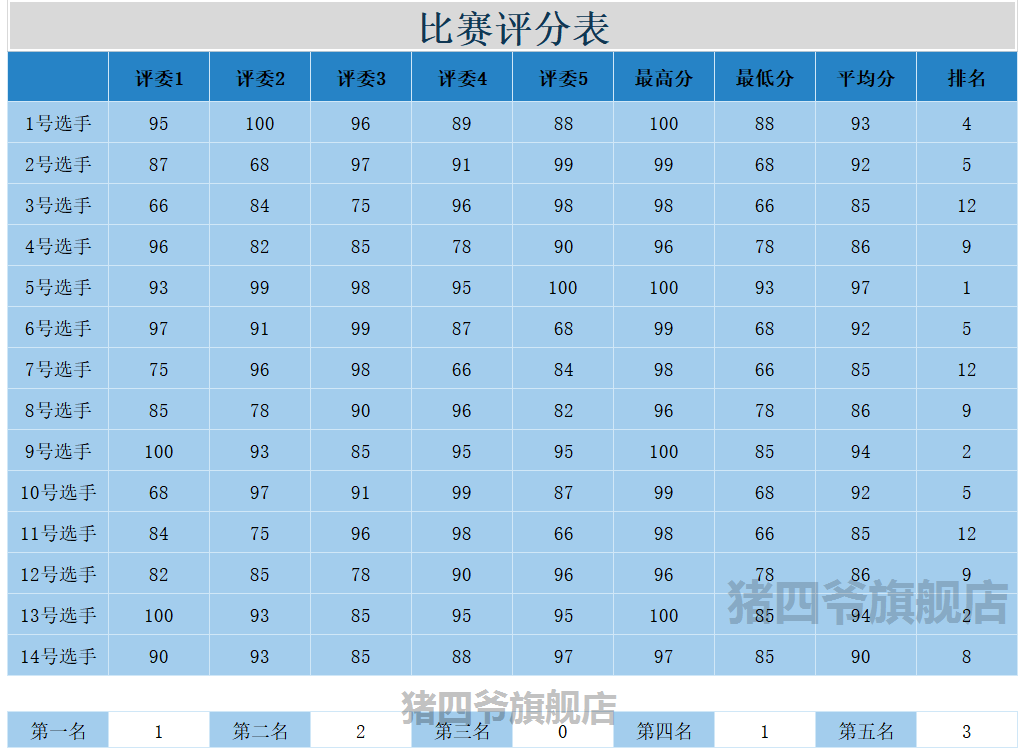 比赛评分表
评委1 评委2 评委3 评委4 评委5 最高分 最低分 平均分 排名
1号选手 95 100 96 89 88 100 88 93 4
2号选手 87 68 97 91 99 99 68 92 5
3号选手 66 84 75 96 98 98 66 85 12
4号选手 96 82 85 78 90 96 78 86 9
5号选手 93 99 98 95 100 100 93 97 1
6号选手 97 91 99 87 68 99 68 92 5
7号选手 75 96 98 66 84 98 66 85 12
8号选手 85 78 90 96 82 96 78 86 9
9号选手 100 93 85 95 95 100 85 94 2
10号选手 68 97 91 99 87 99 68 92 5
11号选手 84 75 96 98 66 98 66 85 12
12号选手 82 85 78 90 96 96 78 86 9
猪四爷旗舰店
13号选手 100 93 85 95 95 100 85 94 2
14号选手 90 93 85 88 97 97 85 90 8
猪四爷旗舰店
第一名 1 第二名 2 第三名 0 第四名 1 第五名 3